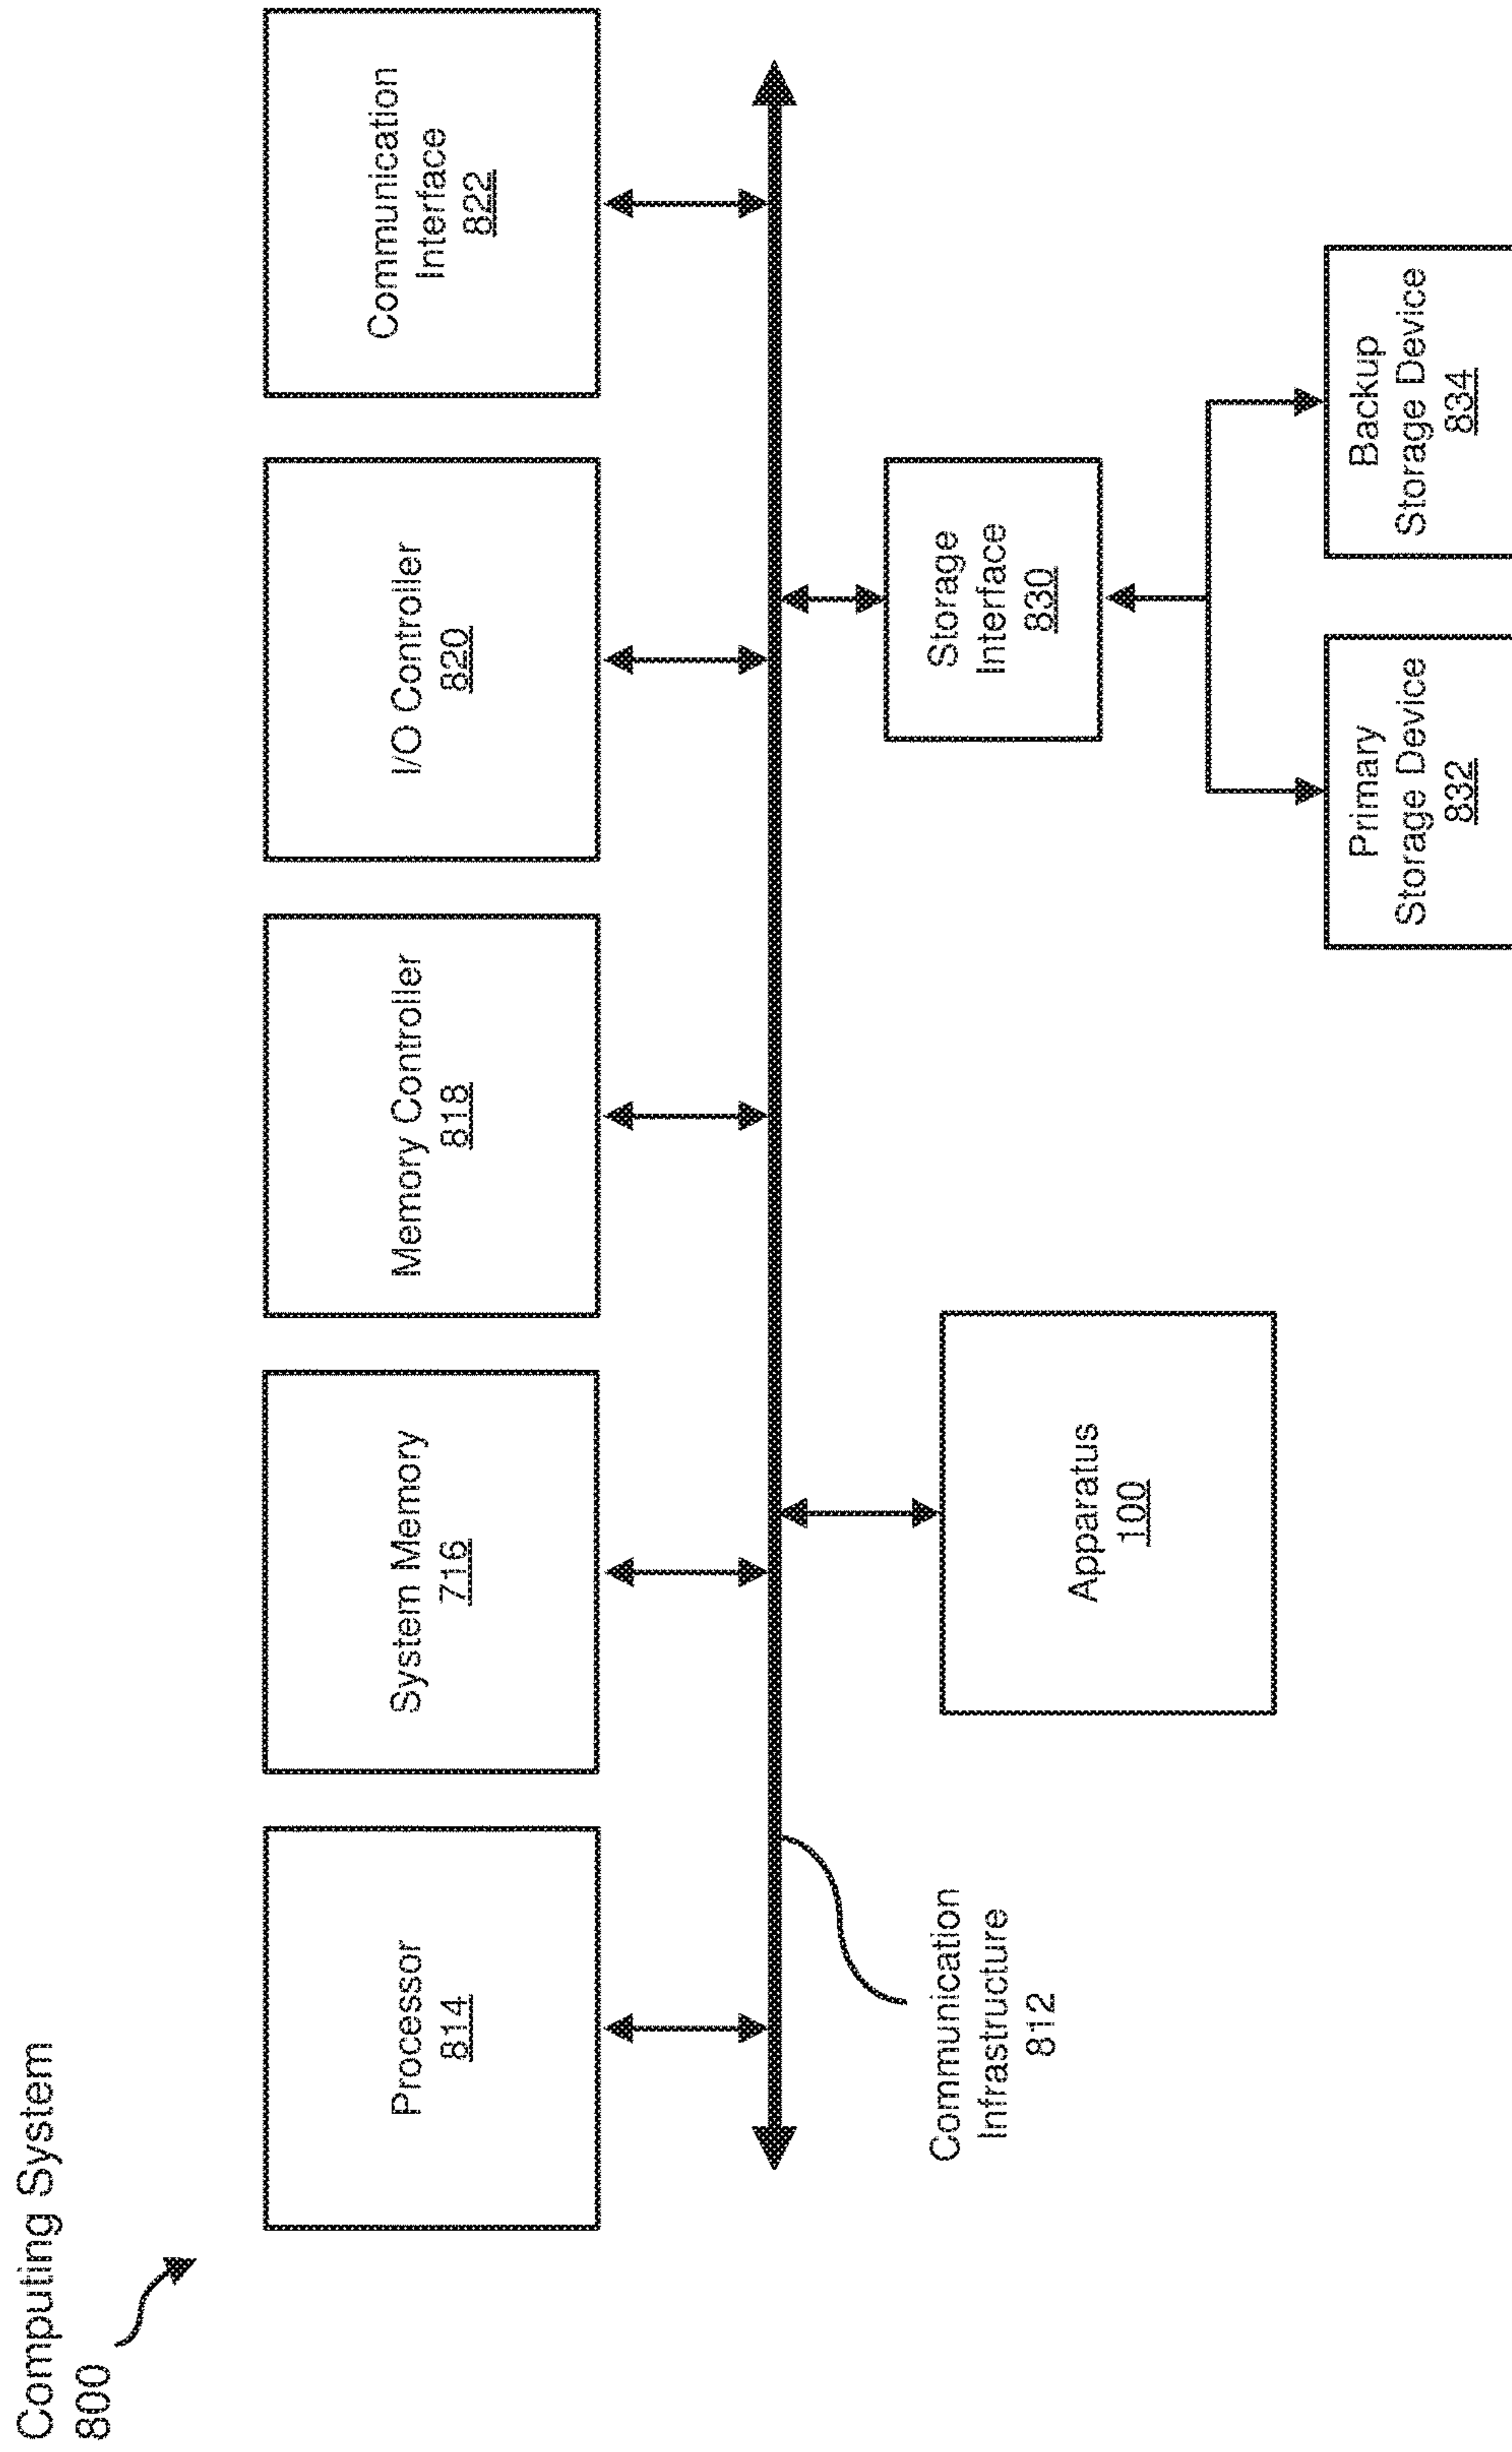 Computing System
800
Processor
814
System Memory
716
Memory Controller
818
I/O Controller
820
Communication
Interface
822
Communication
Infrastructure
812
Apparatus
100
Storage
Interface
830
Primary
Storage Device
832
Backup
Storage Device
834